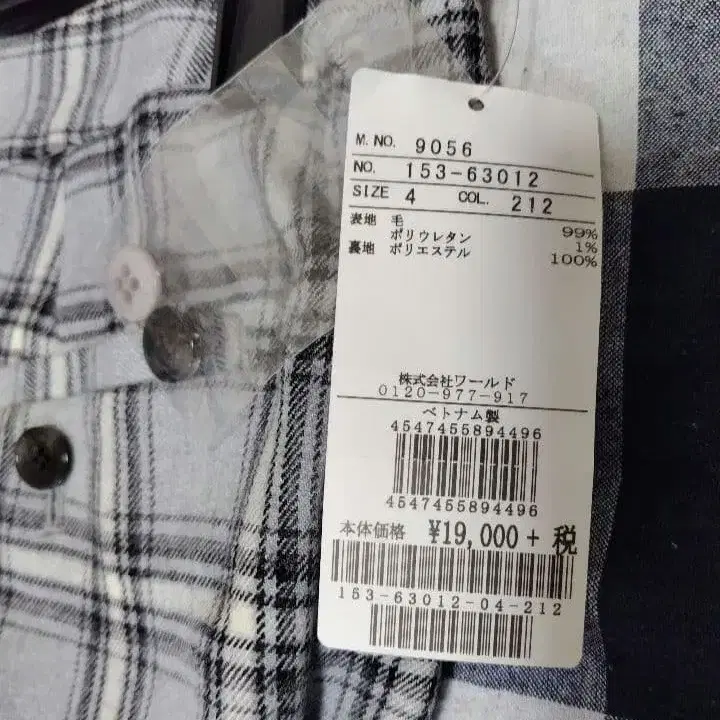 M. NO. 9056
NO. 153-63012
SIZE 4 COL. 212
表地 毛 99%
ポリウレタン 1%
裏地 ポリエステル 100%
株式会社ワールド
0120-977-917
ベトナム製
4547455894496
4547455894496
本体価格 ¥19,000+ 税
153-63012-04-212